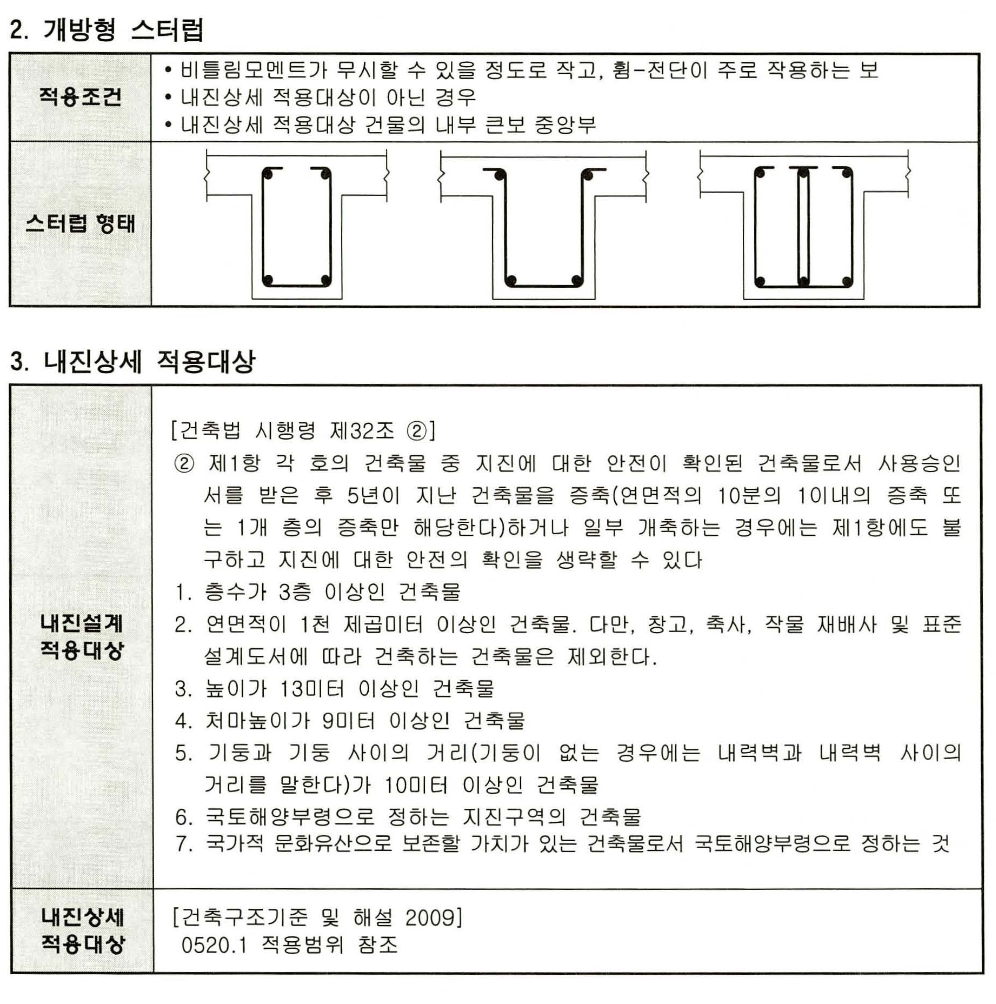 2. 개방형 스터럽
적용조건
• 비틀림모멘트가 무시할 수 있을 정도로 작고, 휨-전단이 주로 작용하는 보
• 내진상세 적용대상이 아닌 경우
• 내진상세 적용대상 건물의 내부 큰보 중앙부
스터럽 형태
3. 내진상세 적용대상
내진설계
적용대상
[건축법 시행령 제32조 ②]
② 제1항 각 호의 건축물 중 지진에 대한 안전이 확인된 건축물로서 사용승인
서를 받은 후 5년이 지난 건축물을 증축(연면적의 10분의 1이내의 증축 또
는 1개 층의 증축만 해당한다)하거나 일부 개축하는 경우에는 제1항에도 불
구하고 지진에 대한 안전의 확인을 생략할 수 있다
1. 층수가 3층 이상인 건축물
2. 연면적이 1천 제곱미터 이상인 건축물. 다만, 창고, 축사, 작물 재배사 및 표준
설계도서에 따라 건축하는 건축물은 제외한다.
3. 높이가 13미터 이상인 건축물
4. 처마높이가 9미터 이상인 건축물
5. 기둥과 기둥 사이의 거리(기둥이 없는 경우에는 내력벽과 내력벽 사이의
거리를 말한다)가 10미터 이상인 건축물
6. 국토해양부령으로 정하는 지진구역의 건축물
7. 국가적 문화유산으로 보존할 가치가 있는 건축물로서 국토해양부령으로 정하는 것
내진상세
적용대상
[건축구조기준 및 해설 2009]
0520.1 적용범위 참조